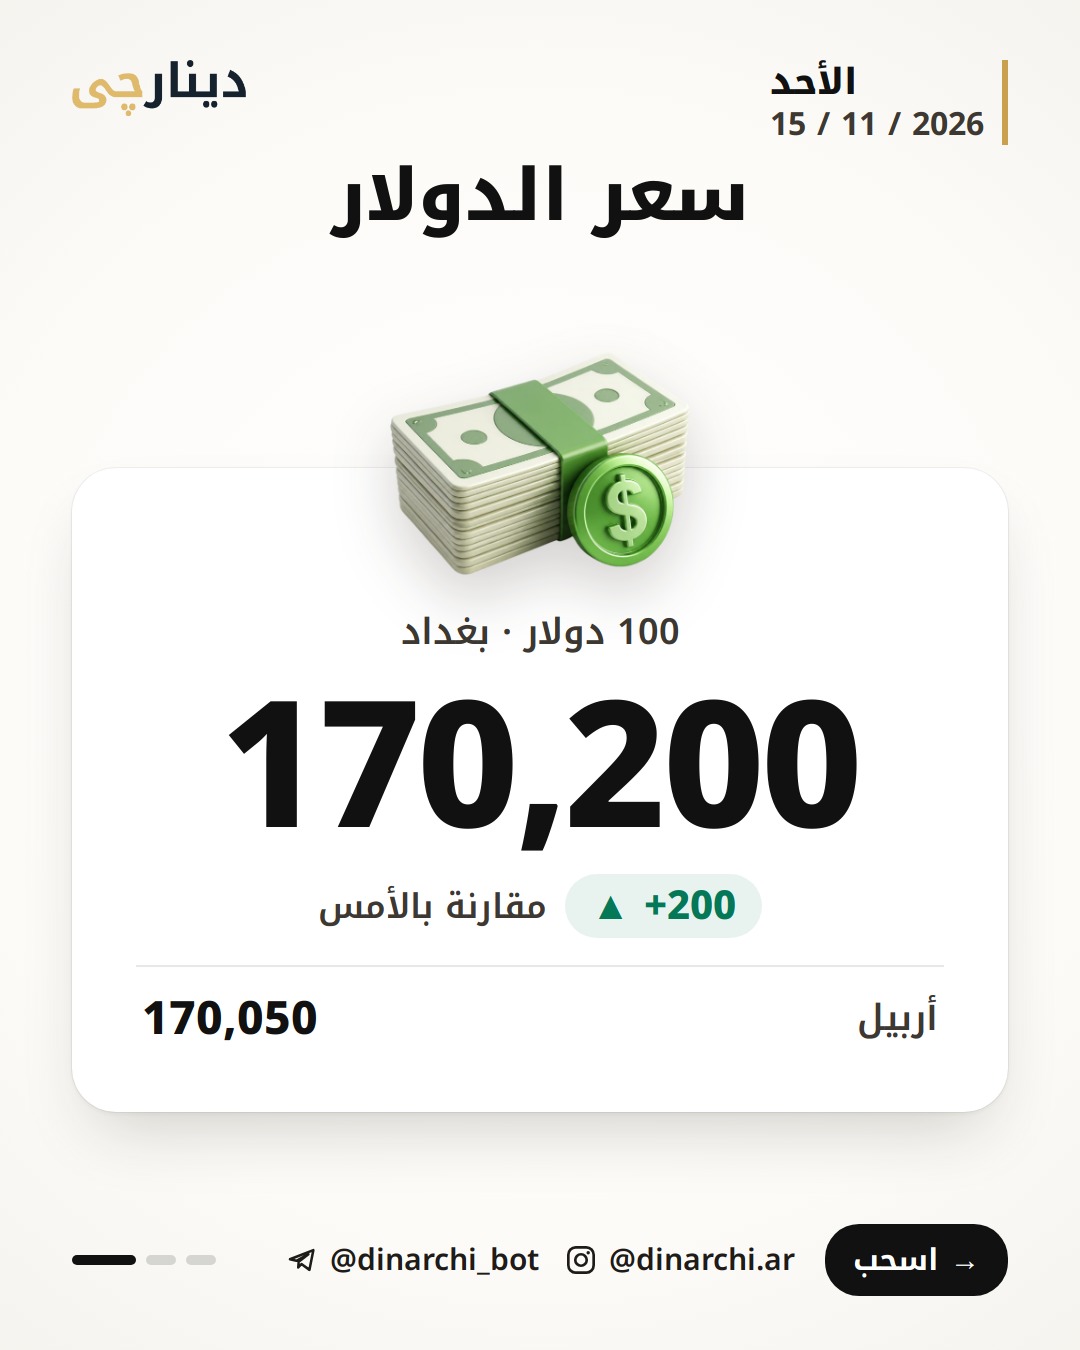 الأحد
15 / 11 / 2026
دینارچی
سعر الدولار
100 دولار · بغداد
170,200
▲ +200 مقارنة بالأمس
أربيل 170,050
→ اسحب
@dinarchi.ar
@dinarchi_bot